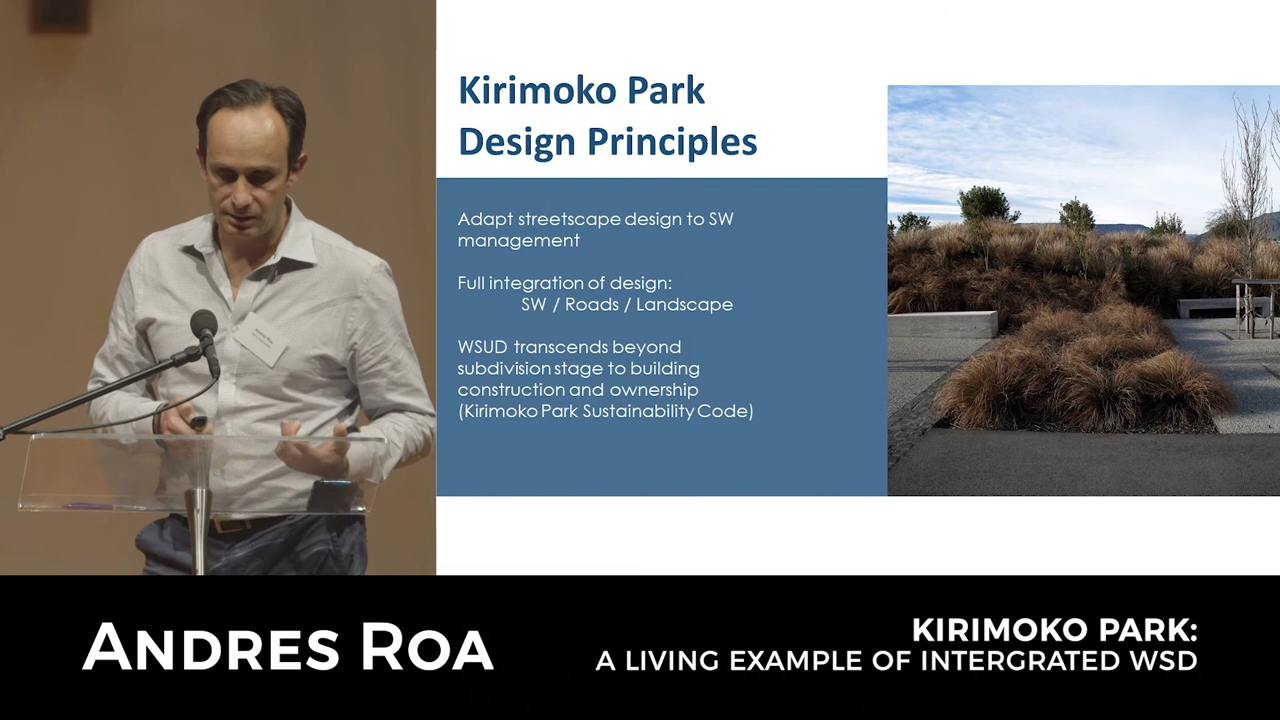 Kirimoko Park
Design Principles
Adapt streetscape design to SW
management
Full integration of design:
SW / Roads / Landscape
WSUD transcends beyond
subdivision stage to building
construction and ownership
(Kirimoko Park Sustainability Code)
ANDRES ROA
KIRIMOKO PARK:
A LIVING EXAMPLE OF INTERGRATED WSD